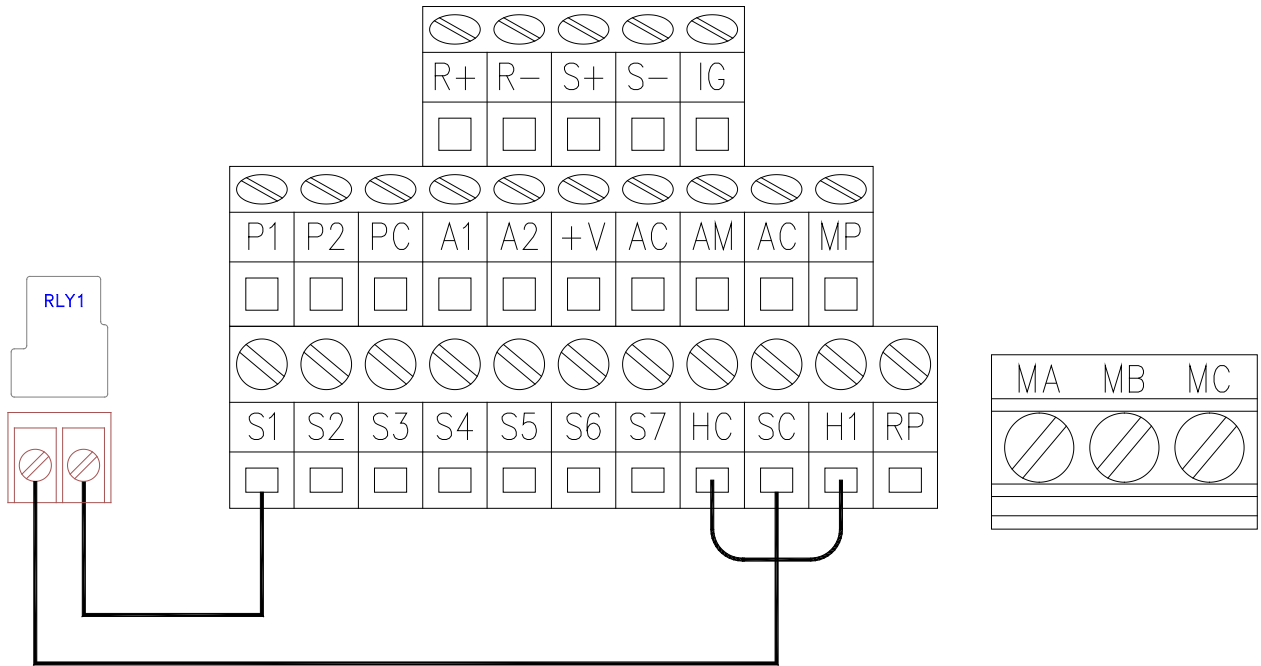 R+ R- S+ S- IG
P1 P2 PC A1 A2 +V AC AM AC MP
RLY1
S1 S2 S3 S4 S5 S6 S7 HC SC H1 RP
MA MB MC